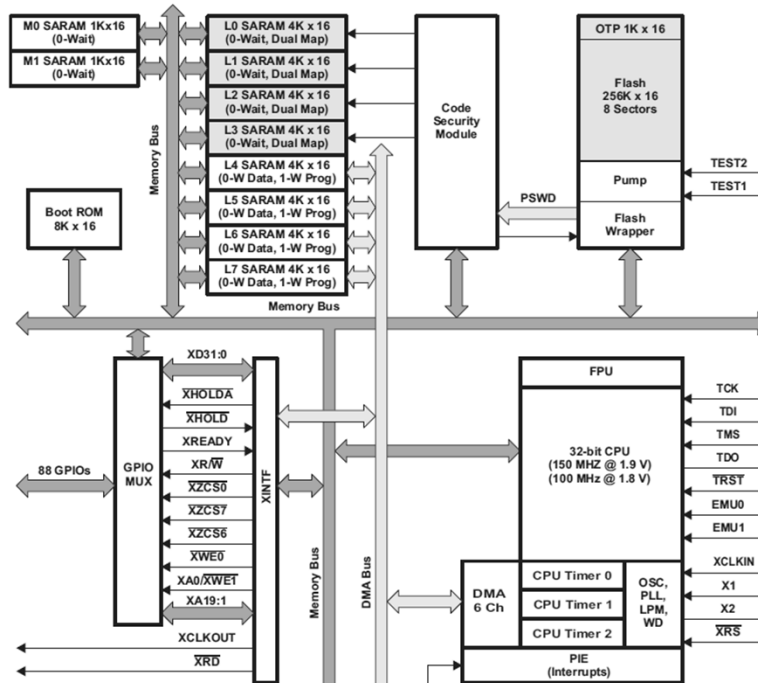 M0 SARAM 1Kx16
(0-Wait)
M1 SARAM 1Kx16
(0-Wait)
Memory Bus
L0 SARAM 4K x 16
(0-Wait, Dual Map)
L1 SARAM 4K x 16
(0-Wait, Dual Map)
L2 SARAM 4K x 16
(0-Wait, Dual Map)
L3 SARAM 4K x 16
(0-Wait, Dual Map)
L4 SARAM 4K x 16
(0-W Data, 1-W Prog)
L5 SARAM 4K x 16
(0-W Data, 1-W Prog)
L6 SARAM 4K x 16
(0-W Data, 1-W Prog)
L7 SARAM 4K x 16
(0-W Data, 1-W Prog)
Code
Security
Module
PSWD
OTP 1K x 16
Flash
256K x 16
8 Sectors
Pump
Flash
Wrapper
TEST2
TEST1
Boot ROM
8K x 16
Memory Bus
88 GPIOs
GPIO
MUX
XD31:0
XHOLDA
XHOLD
XREADY
XR/W
XZCS0
XZCS7
XZCS6
XWE0
XA0/XWE1
XA19:1
XCLKOUT
XRD
XINTF
Memory Bus
DMA Bus
FPU
32-bit CPU
(150 MHZ @ 1.9 V)
(100 MHz @ 1.8 V)
DMA
6 Ch
CPU Timer 0
CPU Timer 1
CPU Timer 2
OSC,
PLL,
LPM,
WD
PIE
(Interrupts)
TCK
TDI
TMS
TDO
TRST
EMU0
EMU1
XCLKIN
X1
X2
XRS